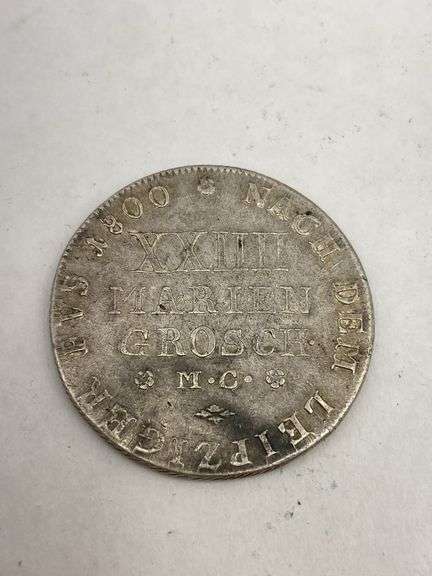 XXIIII
MARIEN
GROSCH·
M·C·
NACH DEM LEIPZIGER FVS 1800